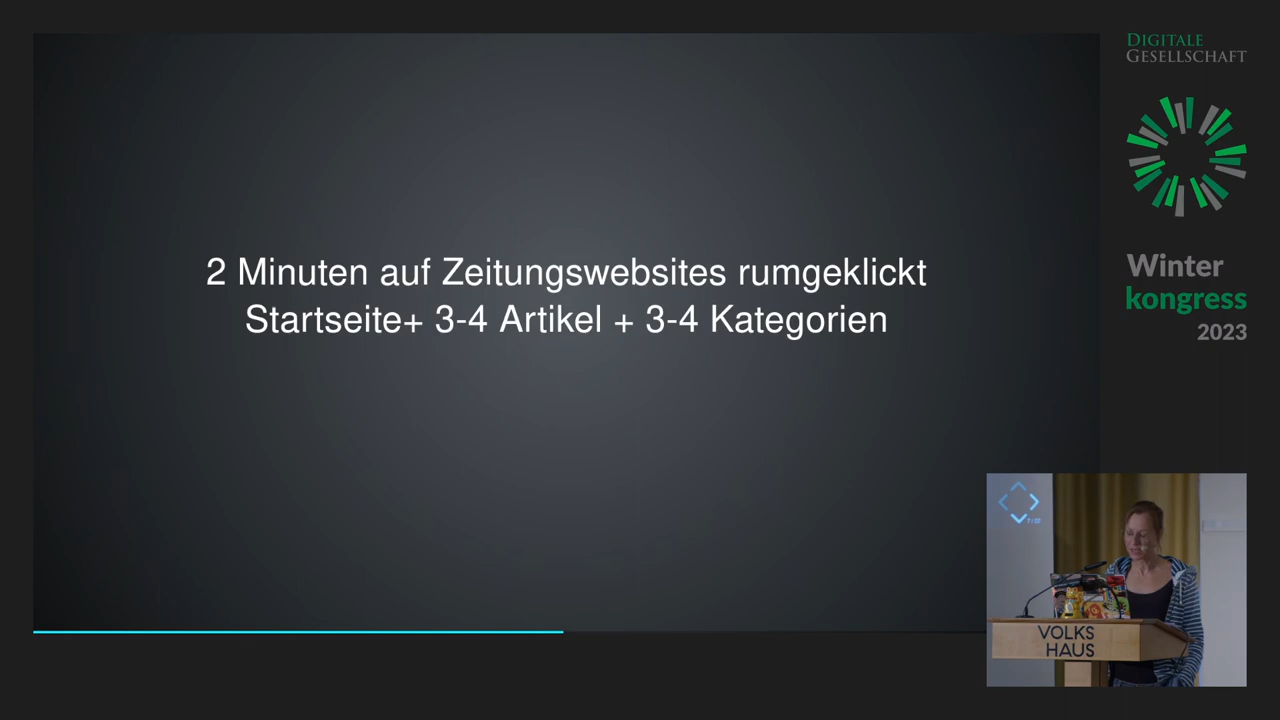 2 Minuten auf Zeitungswebsites rumgeklickt
Startseite+ 3-4 Artikel + 3-4 Kategorien
DIGITALE
GESELLSCHAFT
Winter
kongress
2023
VOLKS
HAUS